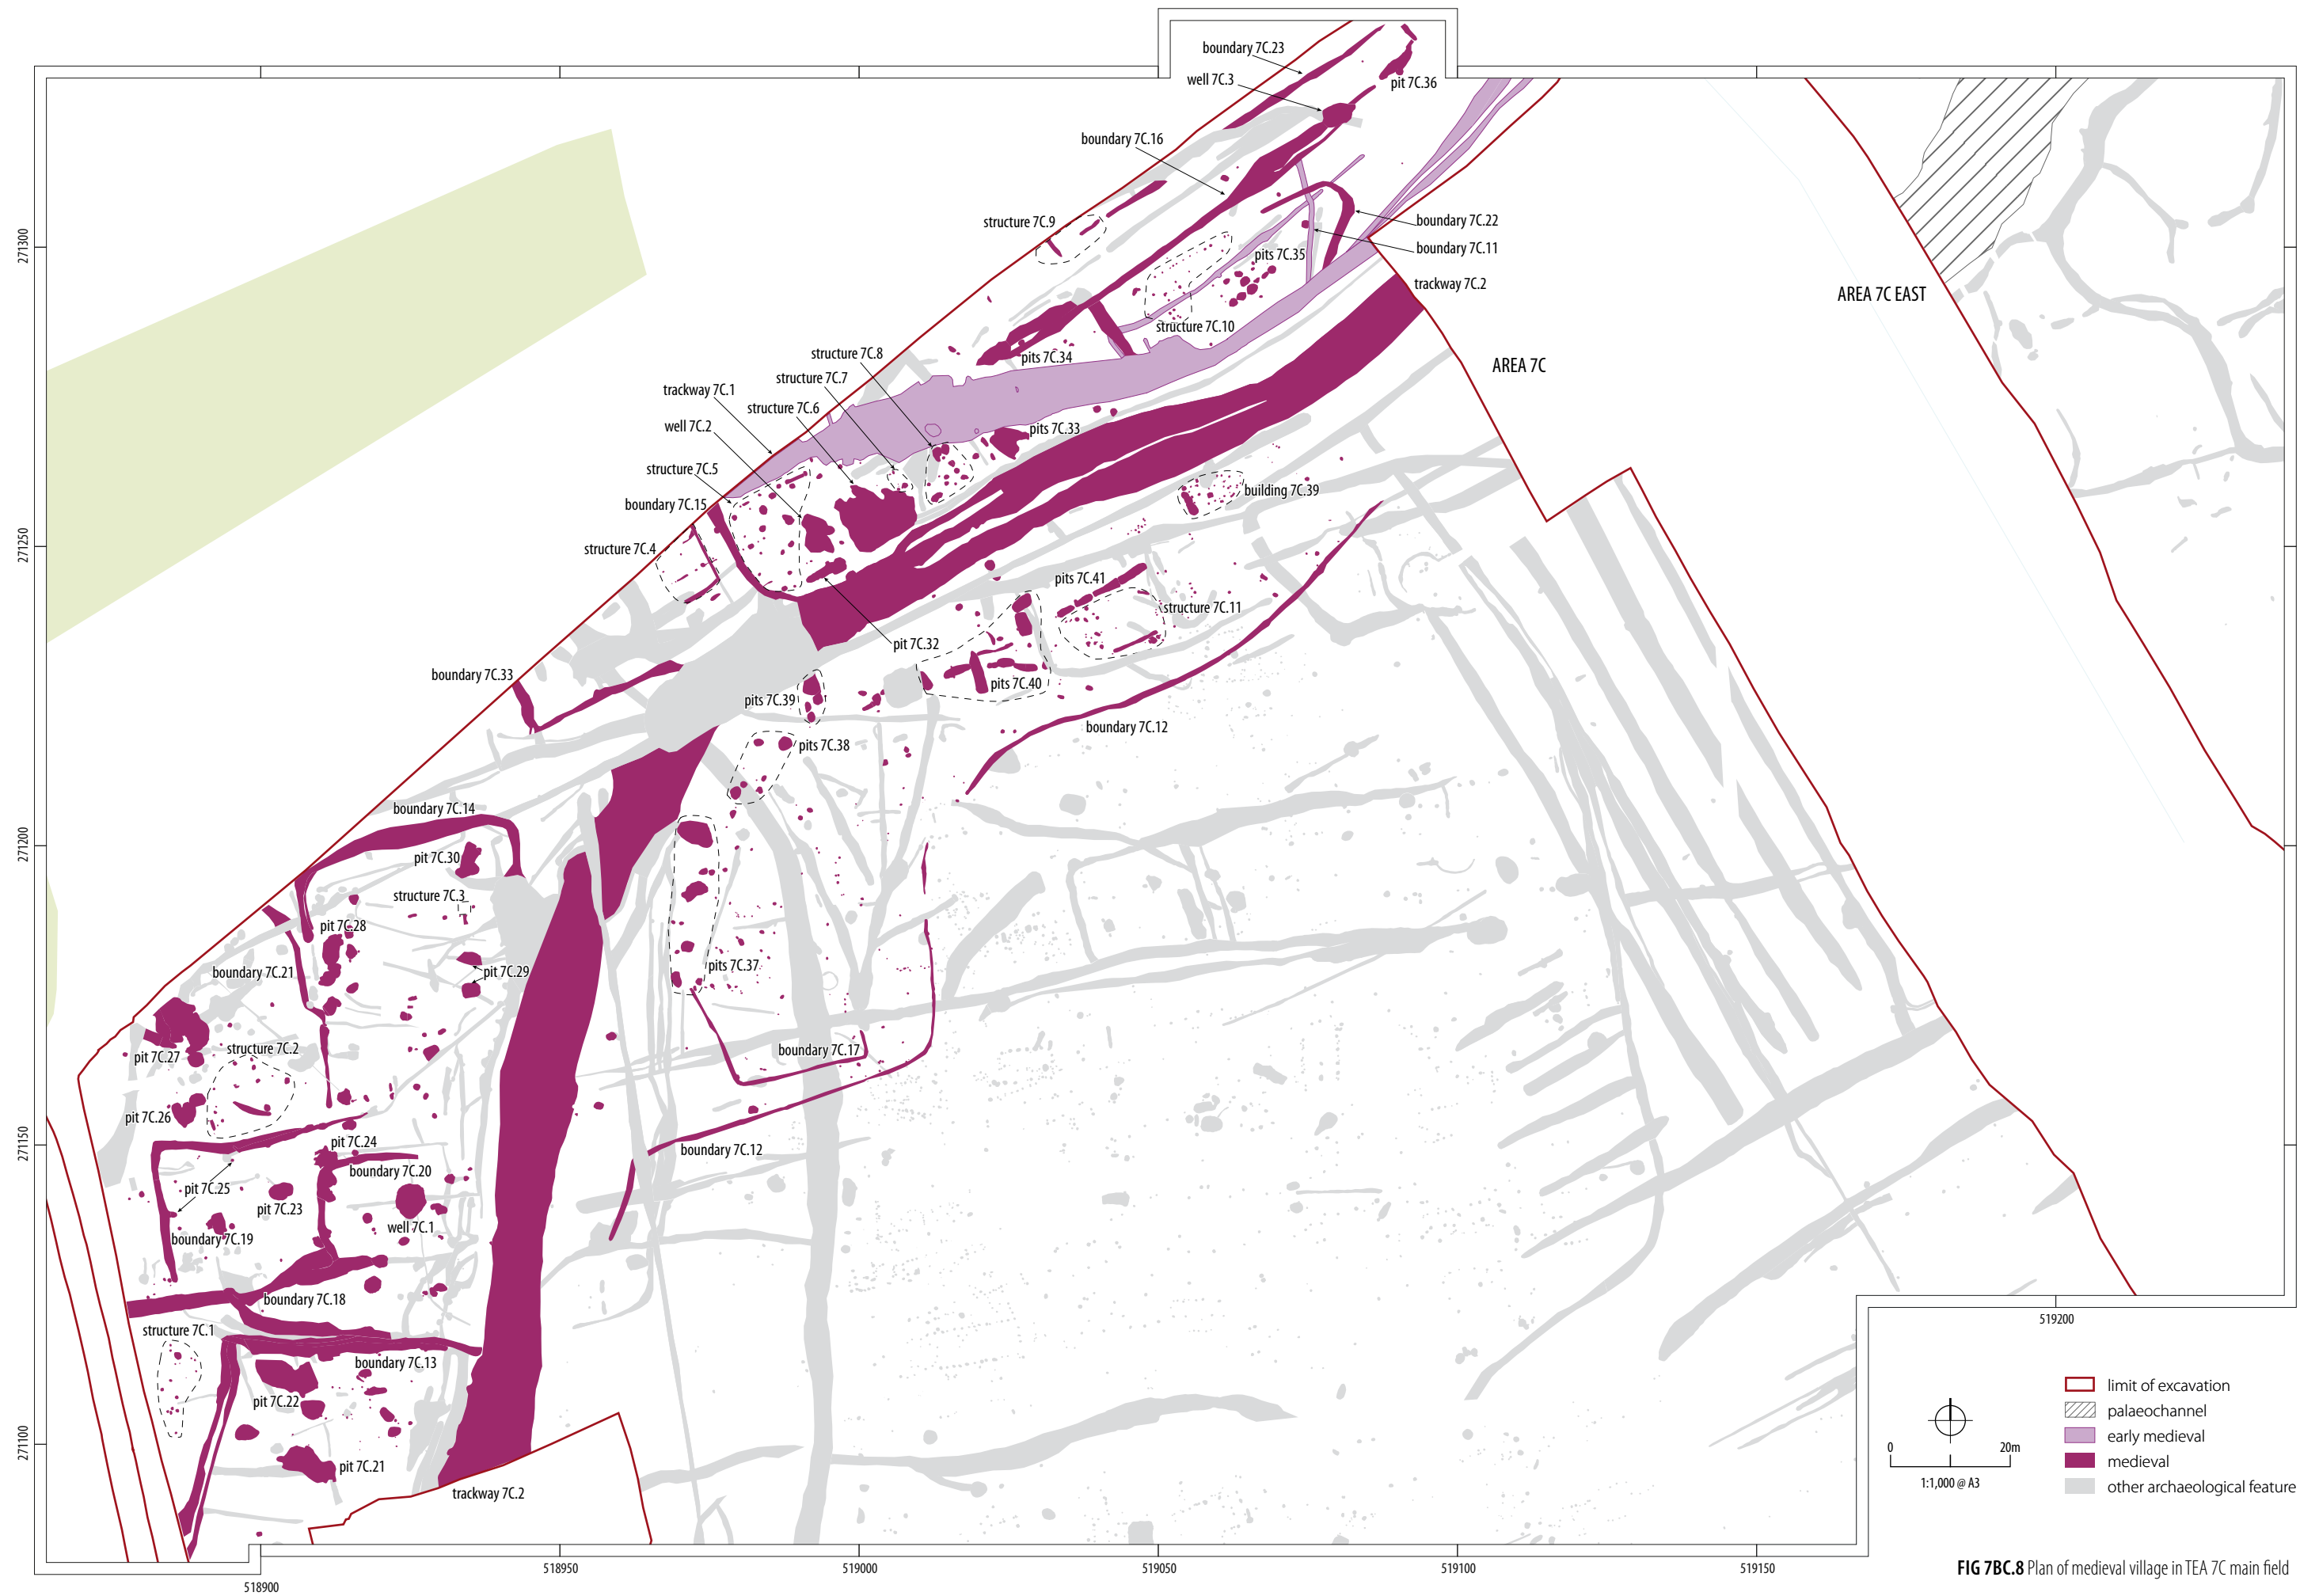 boundary 7C.23
well 7C.3
pit 7C.36
boundary 7C.16
structure 7C.9
boundary 7C.22
boundary 7C.11
pits 7C.35
trackway 7C.2
structure 7C.10
pits 7C.34
AREA 7C EAST
AREA 7C
structure 7C.8
structure 7C.7
trackway 7C.1
structure 7C.6
well 7C.2
pits 7C.33
structure 7C.5
building 7C.39
boundary 7C.15
structure 7C.4
pits 7C.41
structure 7C.11
pit 7C.32
boundary 7C.33
pits 7C.40
pits 7C.39
boundary 7C.12
pits 7C.38
boundary 7C.14
pit 7C.30
structure 7C.3
pit 7C.28
boundary 7C.21
pit 7C.29
pits 7C.37
pit 7C.27
structure 7C.2
boundary 7C.17
pit 7C.26
pit 7C.24
boundary 7C.12
boundary 7C.20
pit 7C.25
pit 7C.23
well 7C.1
boundary 7C.19
boundary 7C.18
structure 7C.1
boundary 7C.13
pit 7C.22
pit 7C.21
trackway 7C.2
271300
271250
271200
271150
271100
518900
518950
519000
519050
519100
519150
519200
limit of excavation
palaeochannel
early medieval
medieval
other archaeological feature
0 20m
1:1,000 @ A3
FIG 7BC.8 Plan of medieval village in TEA 7C main field